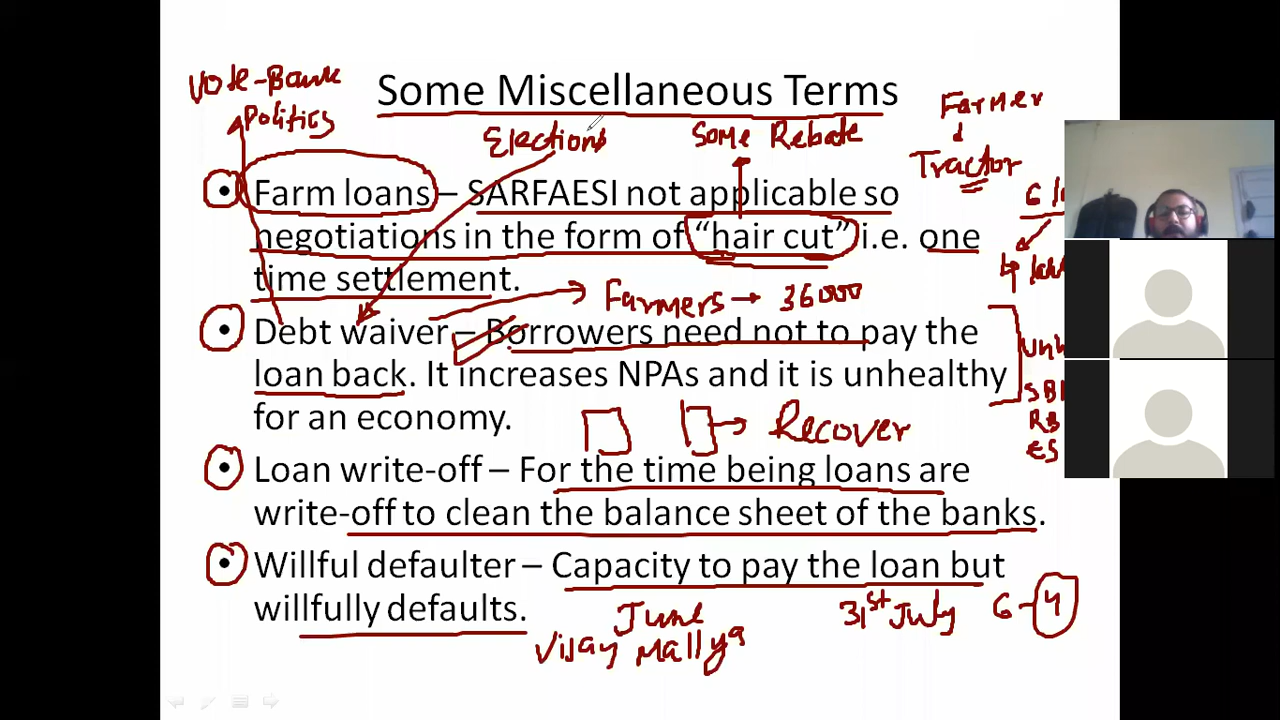 Vote-Bank
Politics
Some Miscellaneous Terms
Elections
Some Rebate
Farmer
Tractor
• Farm loans – SARFAESI not applicable so
negotiations in the form of “hair cut” i.e. one
time settlement.
Farmers → 36000
• Debt waiver – Borrowers need not to pay the
loan back. It increases NPAs and it is unhealthy
for an economy.
→ Recover
• Loan write-off – For the time being loans are
write-off to clean the balance sheet of the banks.
• Willful defaulter – Capacity to pay the loan but
willfully defaults.
June
31st July
6-4
Vijay Mallya